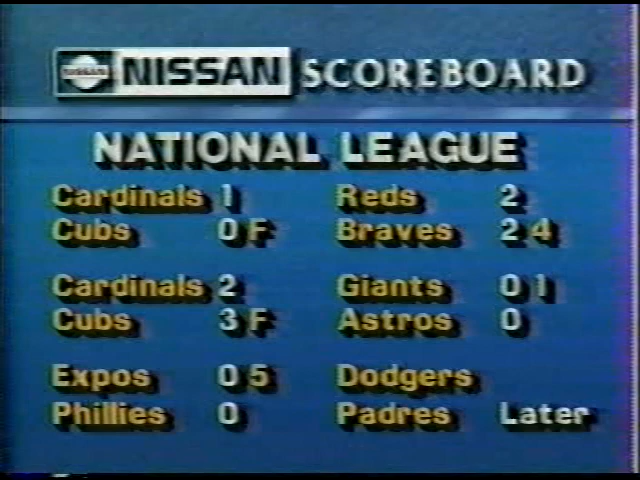 NISSAN NISSAN SCOREBOARD
NATIONAL LEAGUE
Cardinals 1
Cubs 0 F
Cardinals 2
Cubs 3 F
Expos 0 5
Phillies 0
Reds 2
Braves 2 4
Giants 0 1
Astros 0
Dodgers
Padres Later